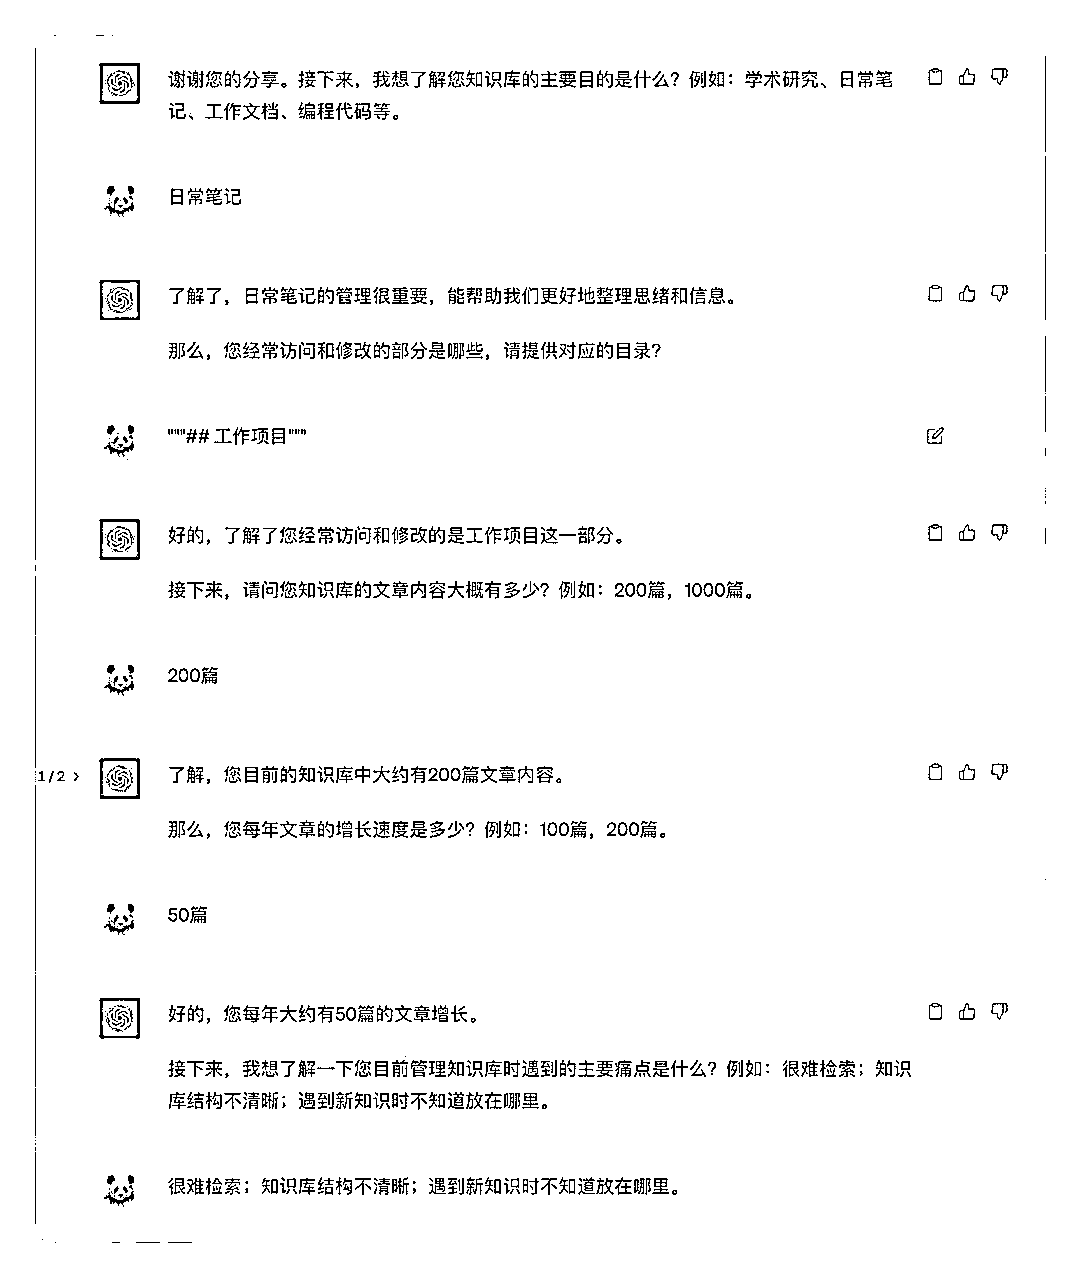 谢谢您的分享。接下来，我想了解您知识库的主要目的是什么？例如：学术研究、日常笔
记、工作文档、编程代码等。
日常笔记
了解了，日常笔记的管理很重要，能帮助我们更好地整理思绪和信息。
那么，您经常访问和修改的部分是哪些，请提供对应的目录？
"""## 工作项目"""
好的，了解了您经常访问和修改的是工作项目这一部分。
接下来，请问您知识库的文章内容大概有多少？例如：200篇，1000篇。
200篇
1/2 >
了解，您目前的知识库中大约有200篇文章内容。
那么，您每年文章的增长速度是多少？例如：100篇，200篇。
50篇
好的，您每年大约有50篇的文章增长。
接下来，我想了解一下您目前管理知识库时遇到的主要痛点是什么？例如：很难检索；知识
库结构不清晰；遇到新知识时不知道放在哪里。
很难检索；知识库结构不清晰；遇到新知识时不知道放在哪里。